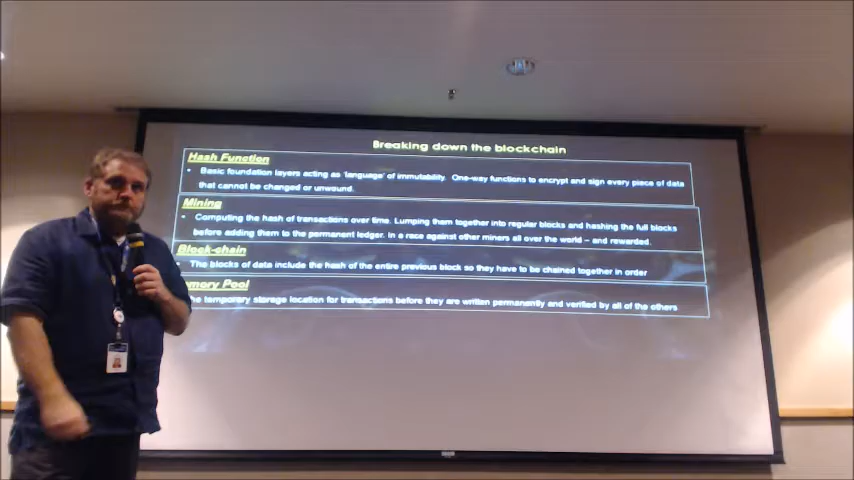 Breaking down the blockchain
Hash Function
• Basic foundation layers acting as 'language' of immutability. One-way functions to encrypt and sign every piece of data
that cannot be changed or unwound.
Mining
• Computing the hash of transactions over time. Lumping them together into regular blocks and hashing the full blocks
before adding them to the permanent ledger. In a race against other miners all over the world – and rewarded.
Block-chain
• The blocks of data include the hash of the entire previous block so they have to be chained together in order
emory Pool
he temporary storage location for transactions before they are written permanently and verified by all of the others